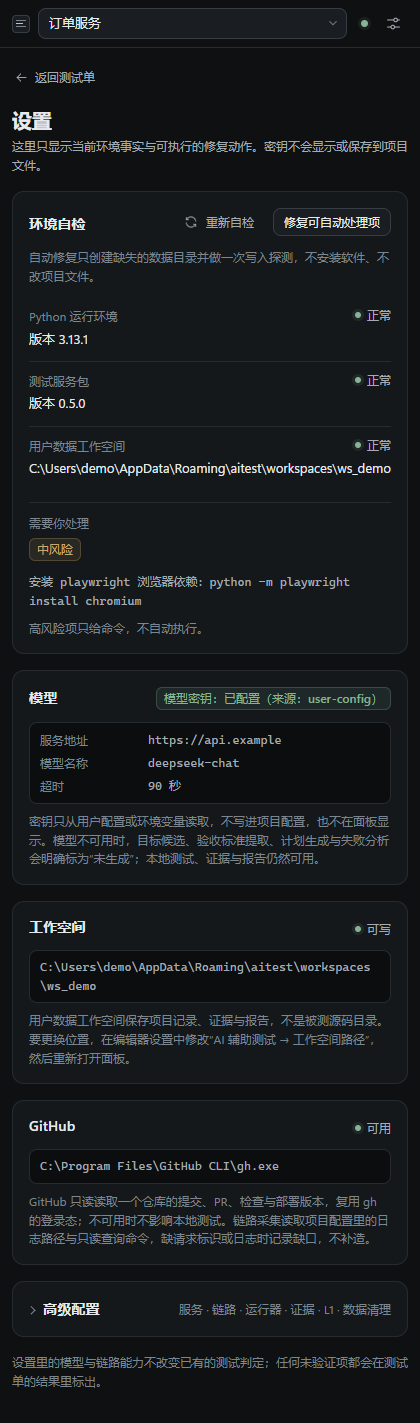 订单服务
← 返回测试单
设置
这里只显示当前环境事实与可执行的修复动作。密钥不会显示或保存到项目
文件。
环境自检 重新自检 修复可自动处理项
自动修复只创建缺失的数据目录并做一次写入探测，不安装软件、不
改项目文件。
Python 运行环境 正常
版本 3.13.1
测试服务包 正常
版本 0.5.0
用户数据工作空间 正常
C:\Users\demo\AppData\Roaming\aitest\workspaces\ws_demo
需要你处理
中风险
安装 playwright 浏览器依赖: python -m playwright
install chromium
高风险项只给命令，不自动执行。
模型 模型密钥：已配置（来源：user-config）
服务地址 https://api.example
模型名称 deepseek-chat
超时 90 秒
密钥只从用户配置或环境变量读取，不写进项目配置，也不在面板显
示。模型不可用时，目标候选、验收标准提取、计划生成与失败分析
会明确标为“未生成”；本地测试、证据与报告仍然可用。
工作空间 可写
C:\Users\demo\AppData\Roaming\aitest\workspaces
\ws_demo
用户数据工作空间保存项目记录、证据与报告，不是被测源码目录。
要更换位置，在编辑器设置中修改“AI 辅助测试 → 工作空间路径”，
然后重新打开面板。
GitHub 可用
C:\Program Files\GitHub CLI\gh.exe
GitHub 只读读取一个仓库的提交、PR、检查与部署版本，复用 gh
的登录态；不可用时不影响本地测试。链路采集读取项目配置里的日
志路径与只读查询命令，缺请求标识或日志时记录缺口，不补造。
高级配置 服务 · 链路 · 运行器 · 证据 · L1 · 数据清理
设置里的模型与链路能力不改变已有的测试判定；任何未验证项都会在测试
单的结果里标出。